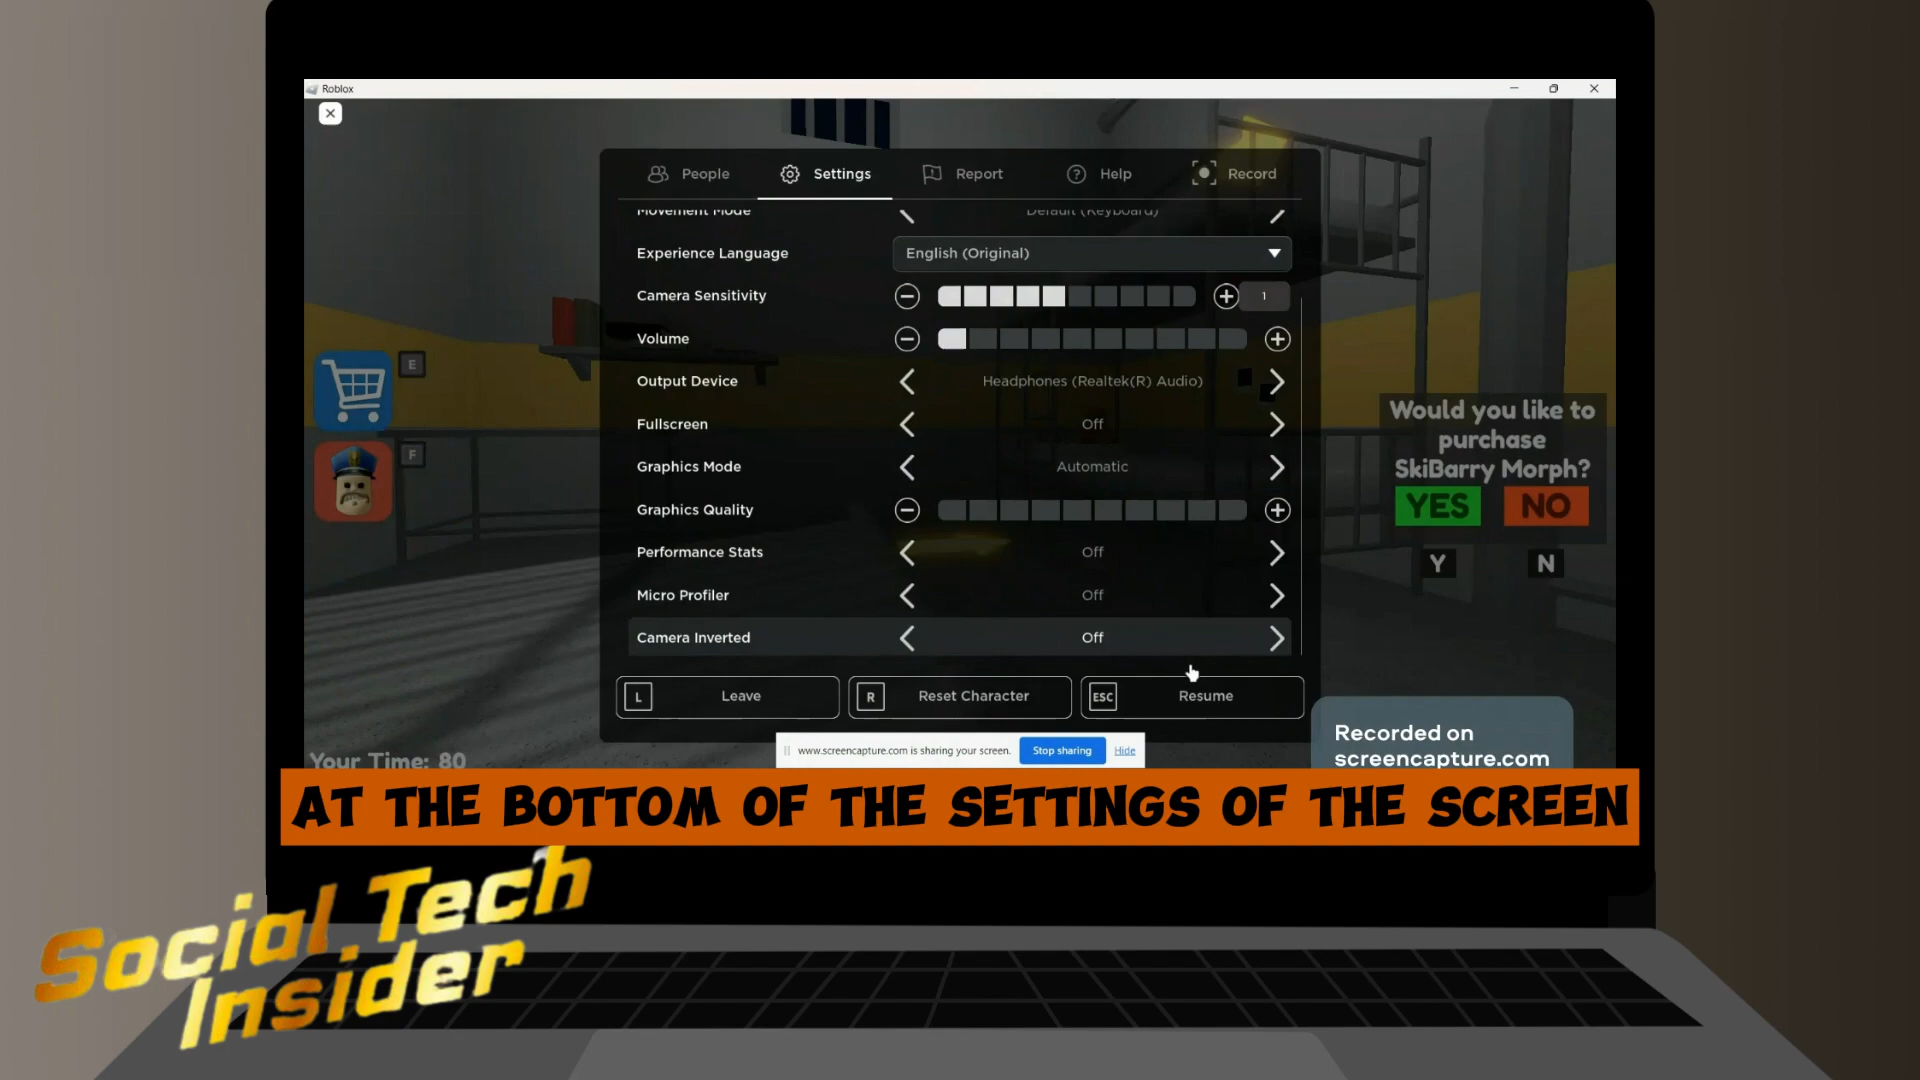 Roblox
People
Settings
Report
Help
Record
Movement Mode
Default (Keyboard)
Experience Language
English (Original)
Camera Sensitivity
1
Volume
Output Device
Headphones (Realtek(R) Audio)
Fullscreen
Off
Graphics Mode
Automatic
Graphics Quality
Performance Stats
Off
Micro Profiler
Off
Camera Inverted
Off
L
Leave
R
Reset Character
ESC
Resume
E
F
Would you like to
purchase
SkiBarry Morph?
YES
NO
Y
N
Your Time: 80
www.screencapture.com is sharing your screen.
Stop sharing
Hide
Recorded on
screencapture.com
AT THE BOTTOM OF THE SETTINGS OF THE SCREEN
Social Tech
Insider